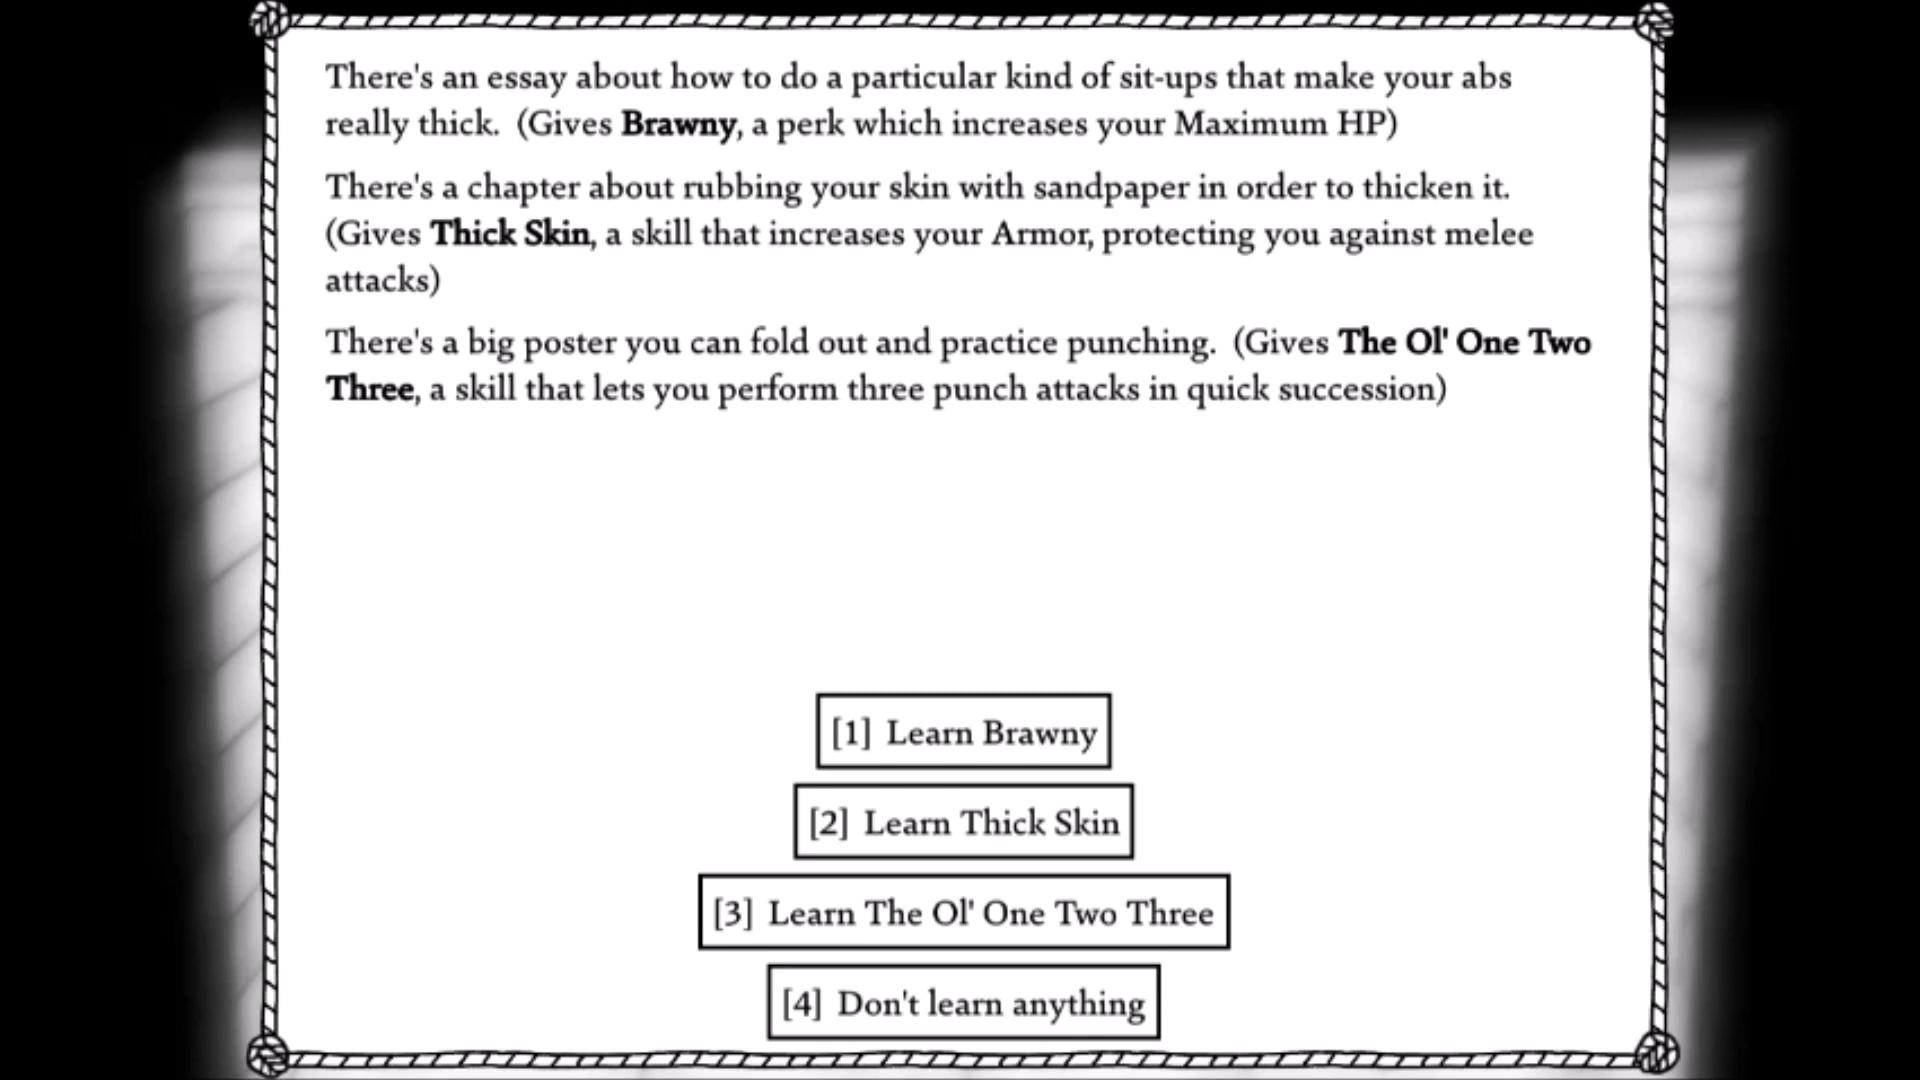 There's an essay about how to do a particular kind of sit-ups that make your abs
really thick. (Gives Brawny, a perk which increases your Maximum HP)
There's a chapter about rubbing your skin with sandpaper in order to thicken it.
(Gives Thick Skin, a skill that increases your Armor, protecting you against melee
attacks)
There's a big poster you can fold out and practice punching. (Gives The Ol' One Two
Three, a skill that lets you perform three punch attacks in quick succession)
[1] Learn Brawny
[2] Learn Thick Skin
[3] Learn The Ol' One Two Three
[4] Don't learn anything